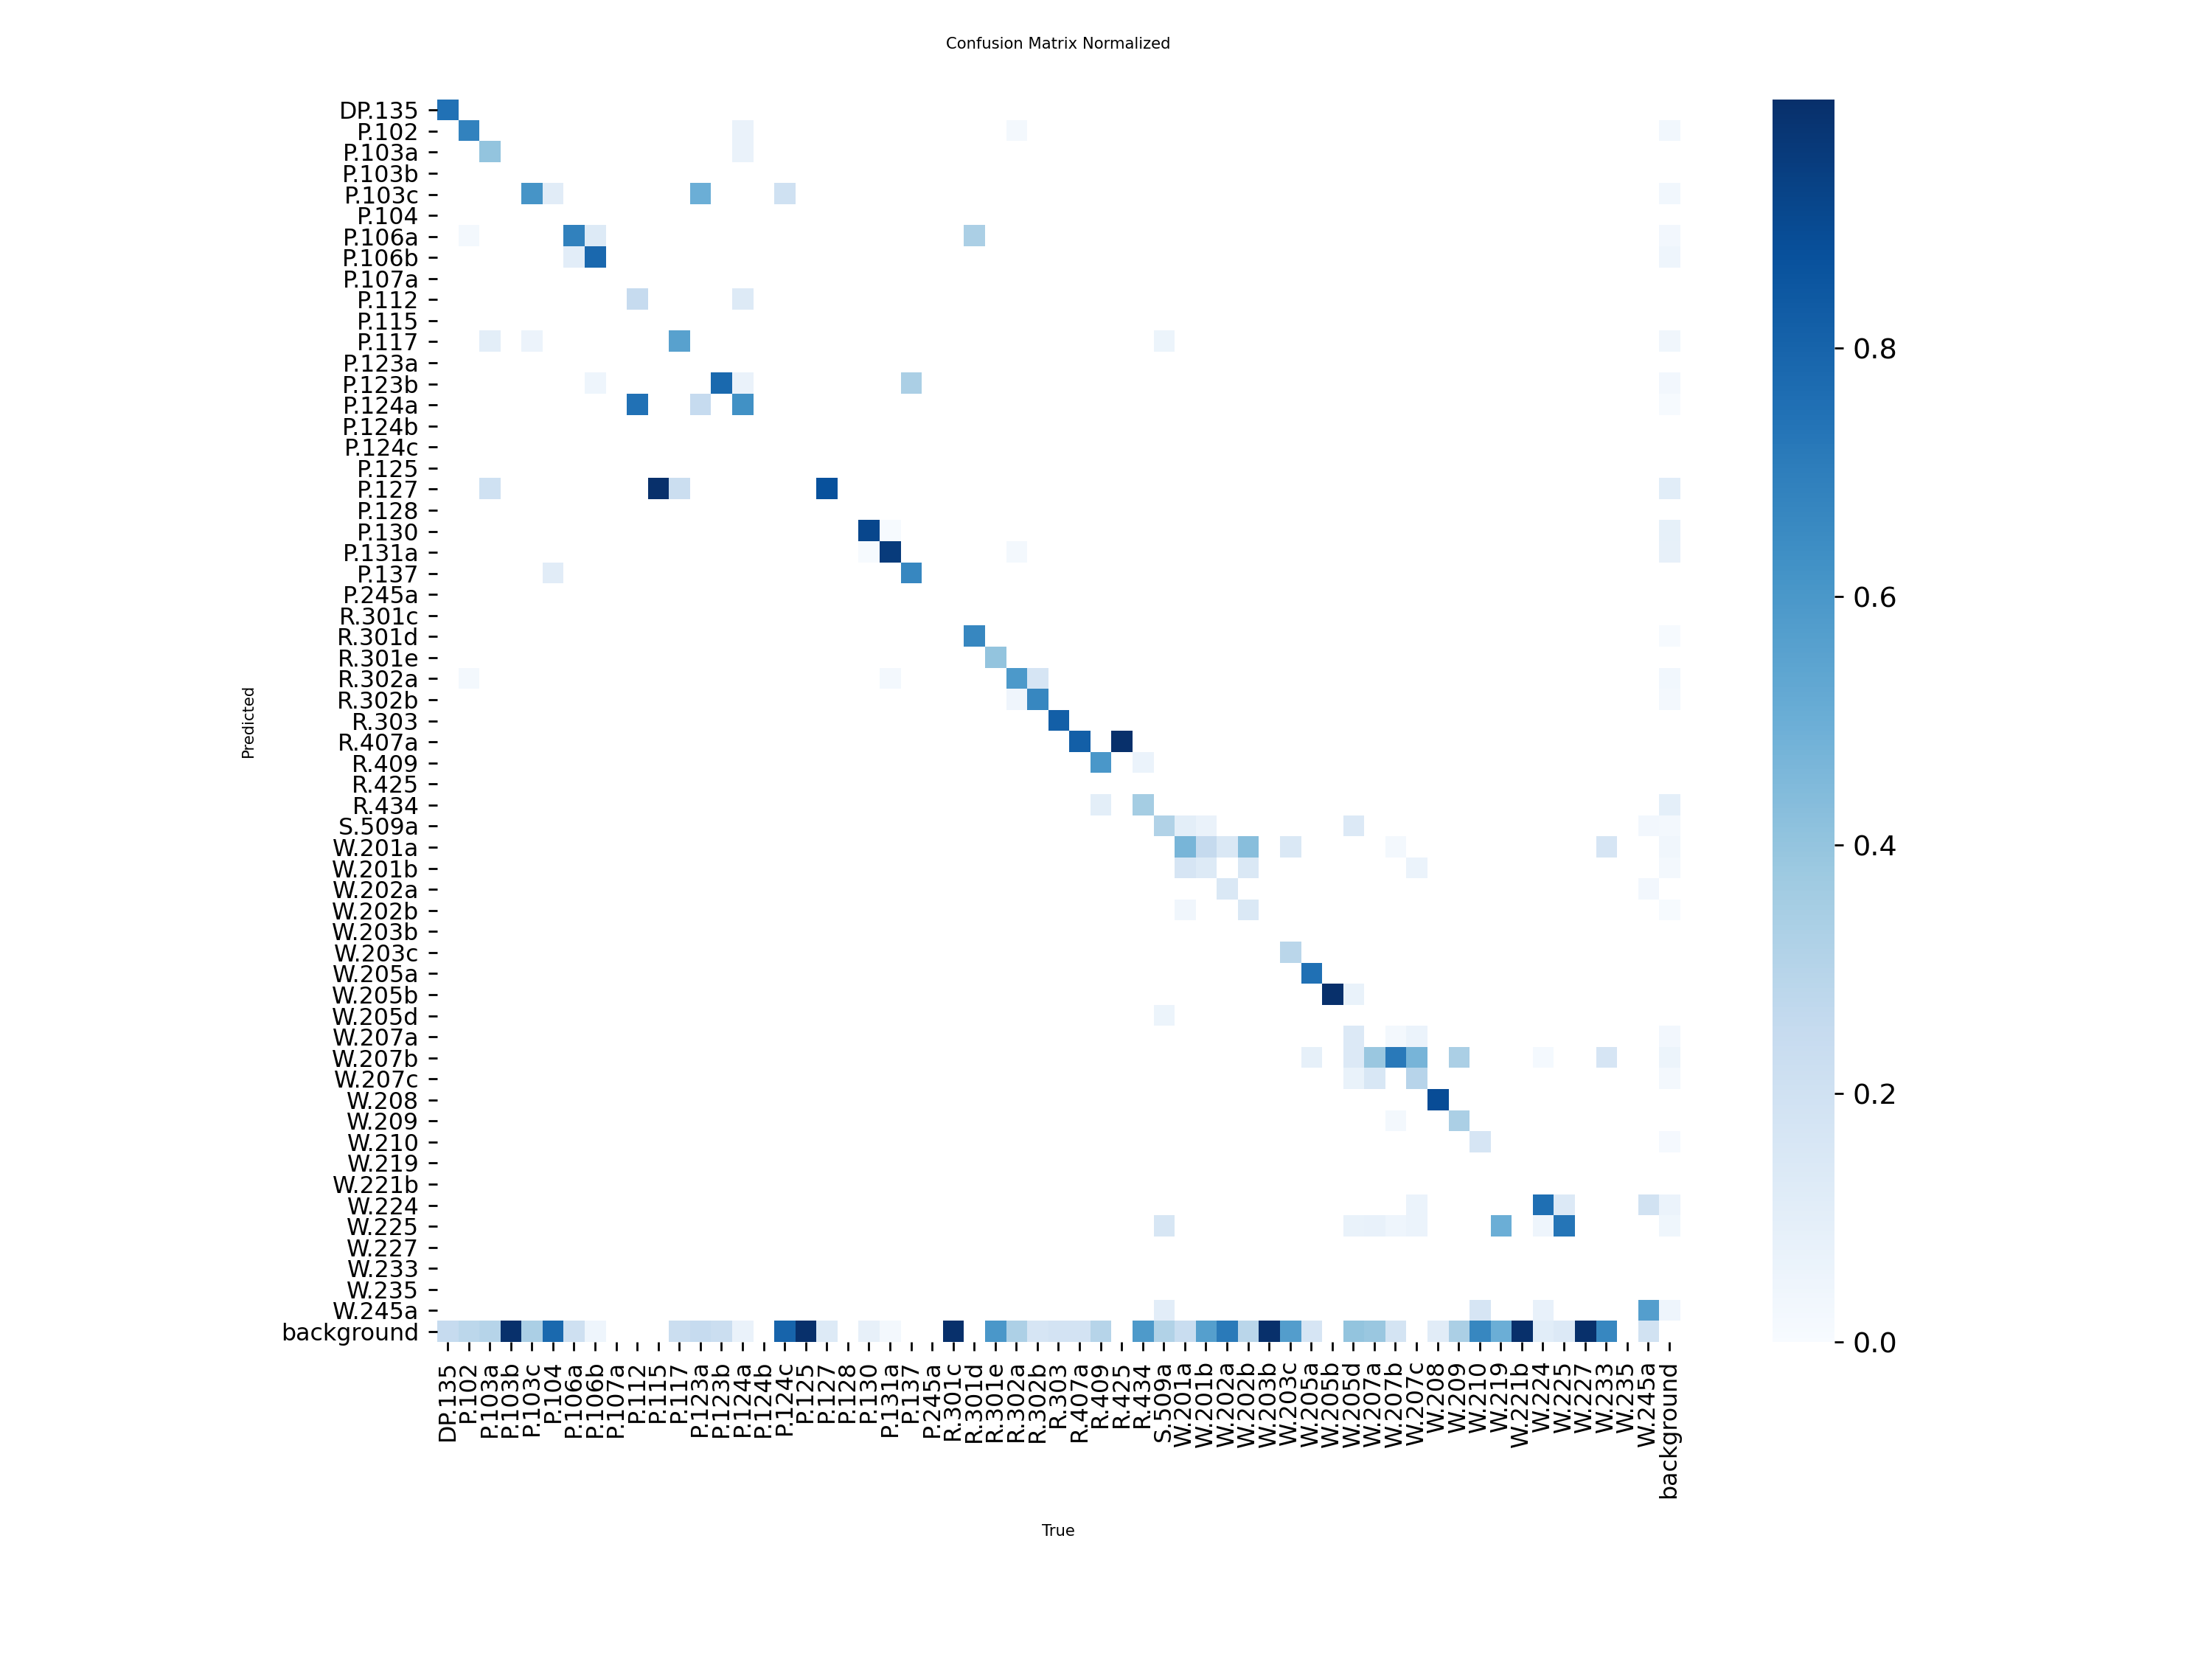 Confusion Matrix Normalized
DP.135
P.102
P.103a
P.103b
P.103c
P.104
P.106a
P.106b
P.107a
P.112
P.115
P.117
P.123a
P.123b
P.124a
P.124b
P.124c
P.125
P.127
P.128
P.130
P.131a
P.137
P.245a
R.301c
R.301d
R.301e
R.302a
R.302b
R.303
R.407a
R.409
R.425
R.434
S.509a
W.201a
W.201b
W.202a
W.202b
W.203b
W.203c
W.205a
W.205b
W.205d
W.207a
W.207b
W.207c
W.208
W.209
W.210
W.219
W.221b
W.224
W.225
W.227
W.233
W.235
W.245a
background
Predicted
DP.135
P.102
P.103a
P.103b
P.103c
P.104
P.106a
P.106b
P.107a
P.112
P.115
P.117
P.123a
P.123b
P.124a
P.124b
P.124c
P.125
P.127
P.128
P.130
P.131a
P.137
P.245a
R.301c
R.301d
R.301e
R.302a
R.302b
R.303
R.407a
R.409
R.425
R.434
S.509a
W.201a
W.201b
W.202a
W.202b
W.203b
W.203c
W.205a
W.205b
W.205d
W.207a
W.207b
W.207c
W.208
W.209
W.210
W.219
W.221b
W.224
W.225
W.227
W.233
W.235
W.245a
background
True
0.8
0.6
0.4
0.2
0.0